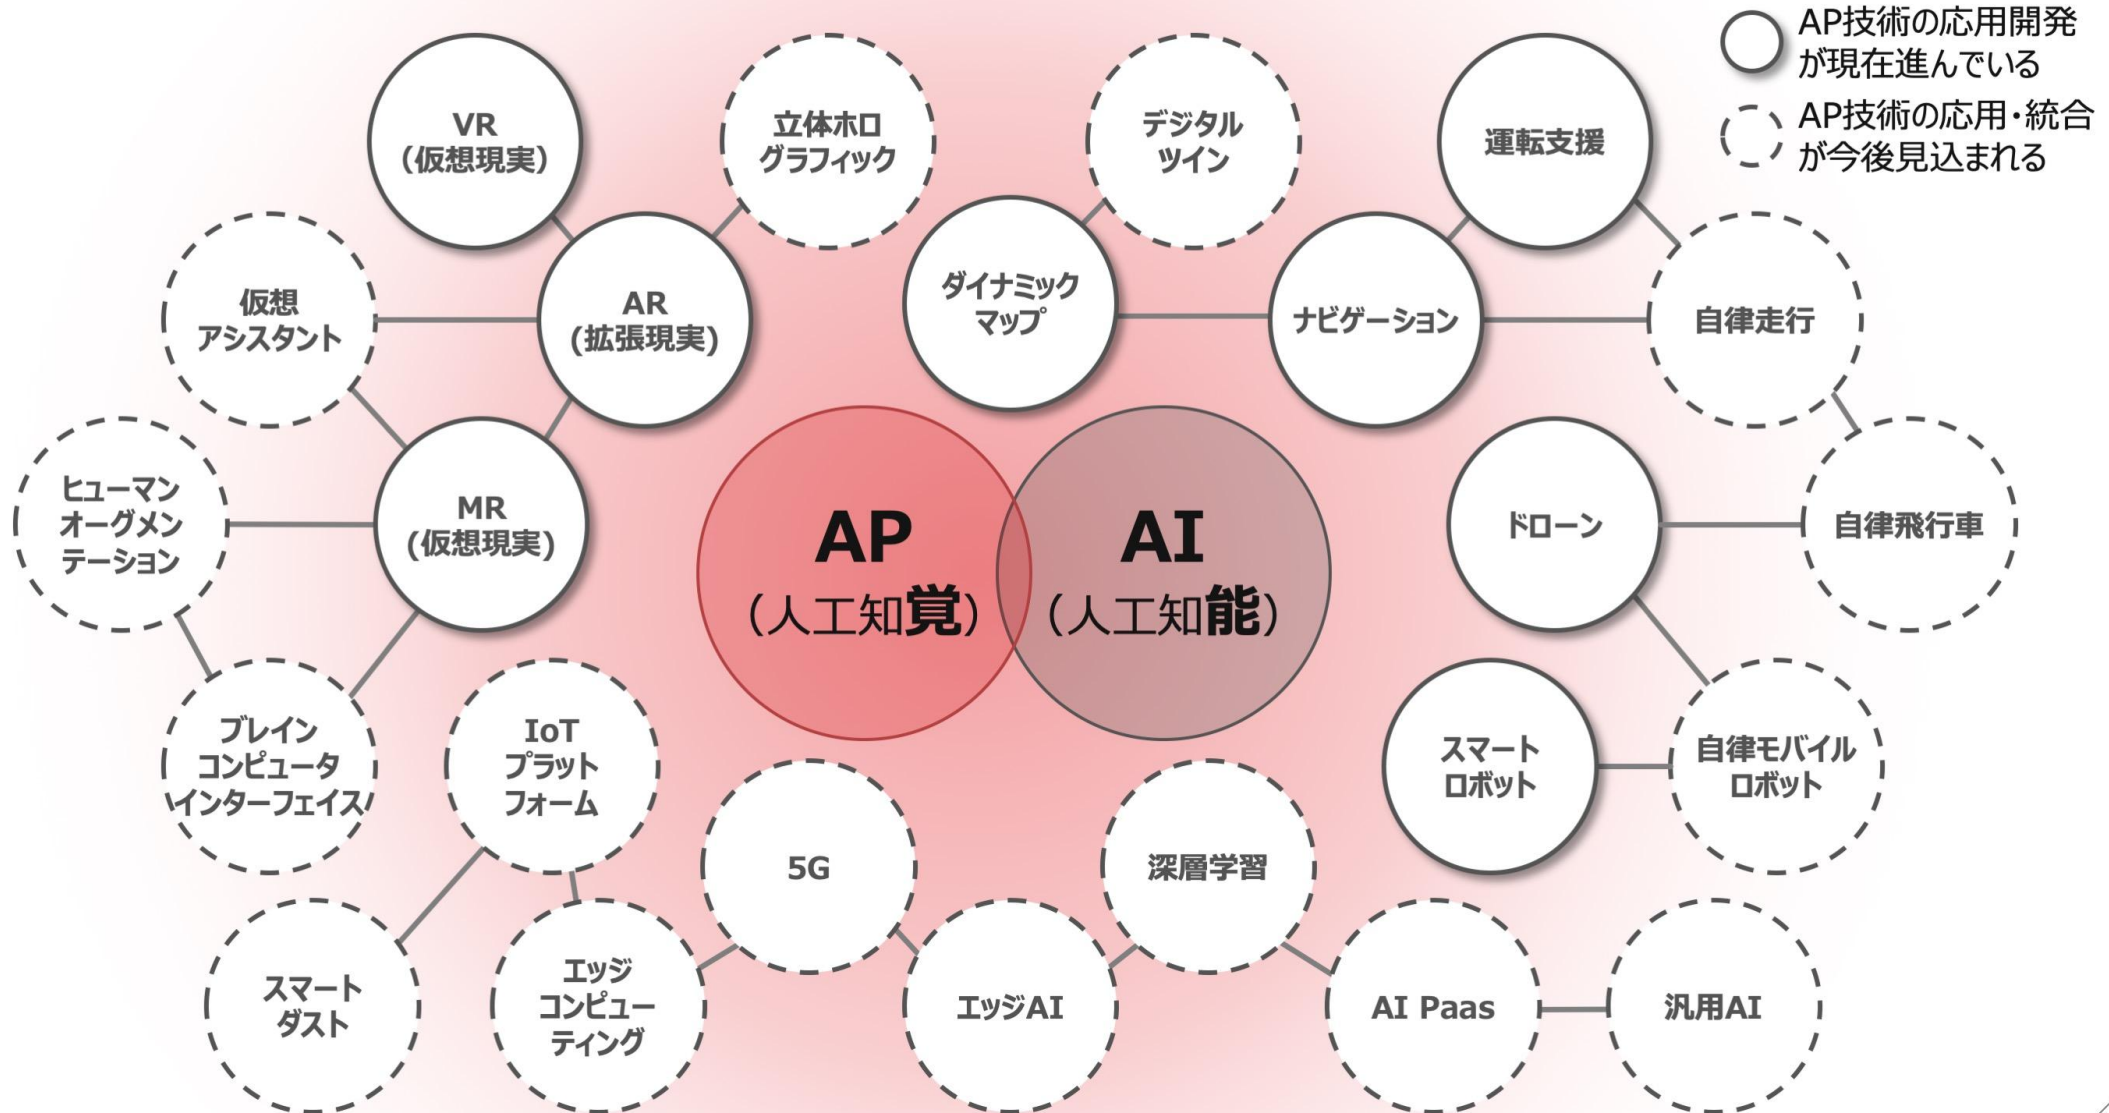 AP技術の応用開発
が現在進んでいる
AP技術の応用・統合
が今後見込まれる
VR
（仮想現実）
立体ホロ
グラフィック
デジタル
ツイン
運転支援
仮想
アシスタント
AR
(拡張現実)
ダイナミック
マップ
ナビゲーション
自律走行
ヒューマン
オーグメン
テーション
MR
(仮想現実)
AP
（人工知覚）
AI
（人工知能）
ドローン
自律飛行車
ブレイン
コンピュータ
インターフェイス
IoT
プラット
フォーム
5G
深層学習
スマート
ロボット
自律モバイル
ロボット
スマート
ダスト
エッジ
コンピュー
ティング
エッジAI
AI Paas
汎用AI